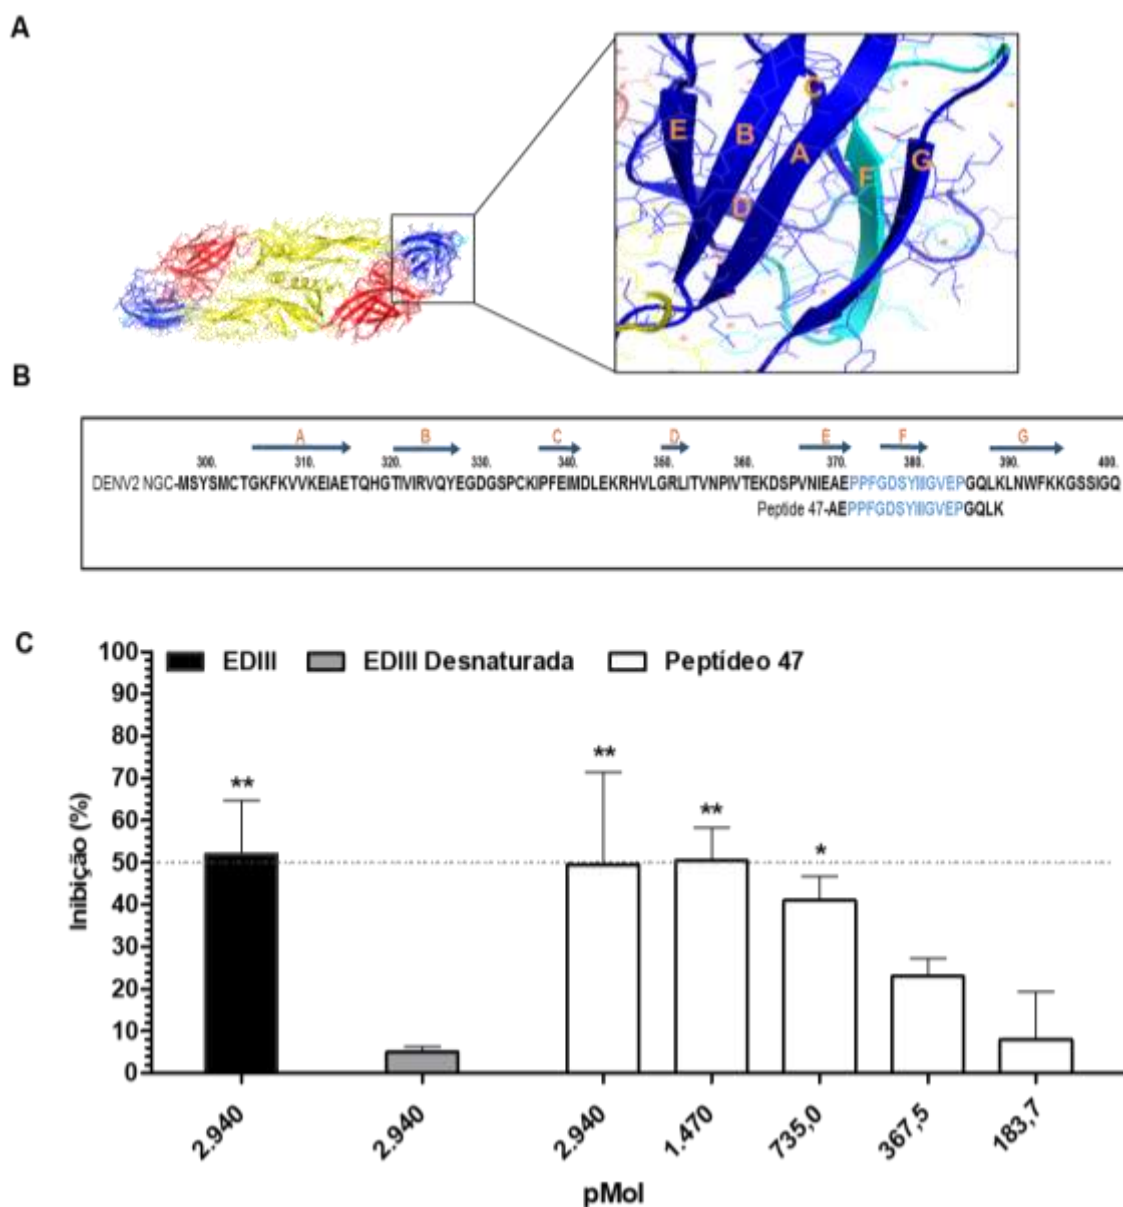 A
E
B
C
A
D
F
G
B
A B C D E F G
300. 310. 320. 330. 340. 350. 360. 370. 380. 390. 400.
DENV2 NGC-MSYSMCTGKFKVVKEIAETQHGTIVIRVQYEGDGSPCKIPFEIMDLEKRHVLGRLITVNPIVTEKDSPVNIEAEPPFGDSYIIIGVEPGQLKLNWFKKGSSIGQ
Peptide 47-AEPPFGDSYIIIGVEPGQLK
C
EDIII EDIII Desnaturada Peptídeo 47
Inibição (%)
100
90
80
70
60
50
40
30
20
10
0
** ** ** *
2.940 2.940 2.940 1.470 735,0 367,5 183,7
pMol